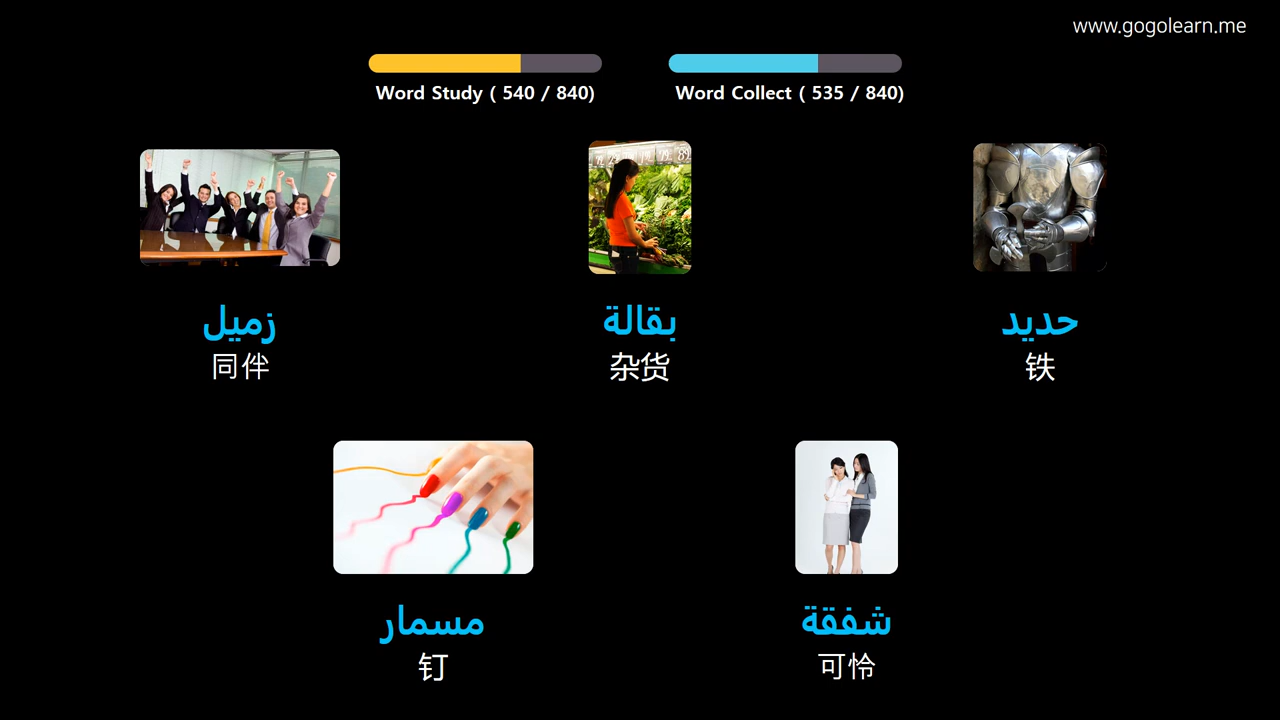 www.gogolearn.me
Word Study ( 540 / 840)
Word Collect ( 535 / 840)
زميل
同伴
بقالة
杂货
حديد
铁
مسمار
钉
شفقة
可怜